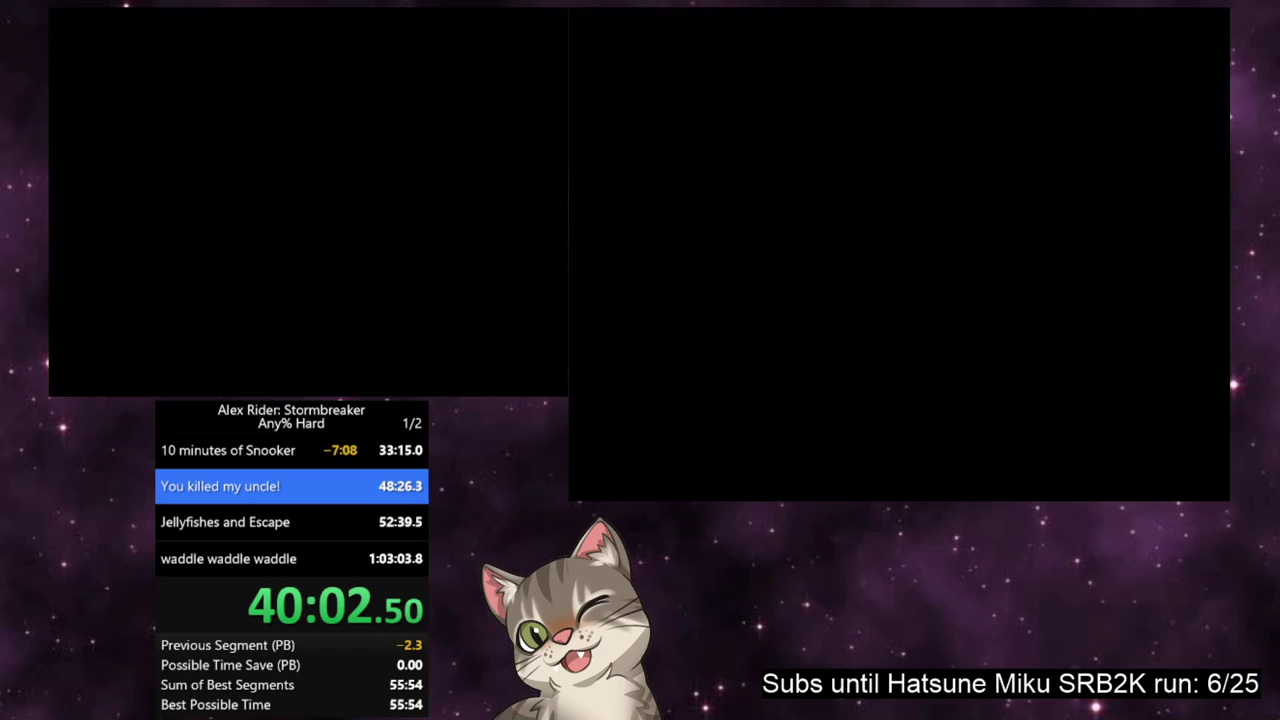 Alex Rider: Stormbreaker
Any% Hard 1/2
10 minutes of Snooker −7:08 33:15.0
You killed my uncle! 48:26.3
Jellyfishes and Escape 52:39.5
waddle waddle waddle 1:03:03.8
40:02.50
Previous Segment (PB) −2.3
Possible Time Save (PB) 0.00
Sum of Best Segments 55:54
Best Possible Time 55:54
Subs until Hatsune Miku SRB2K run: 6/25